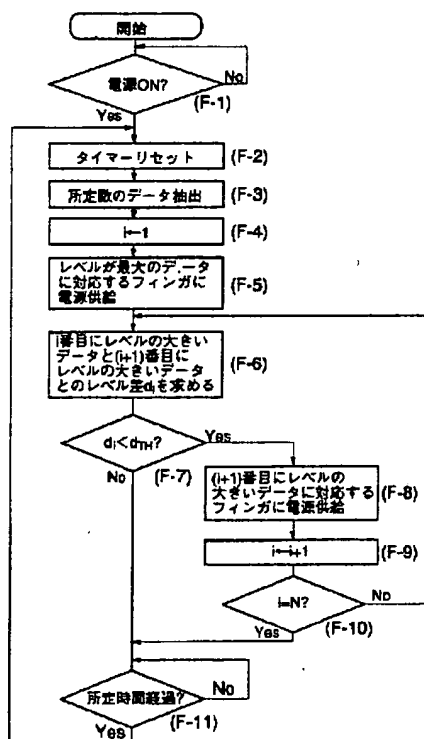 開始
電源ON?
No
(F-1)
Yes
タイマーリセット
(F-2)
所定数のデータ抽出
(F-3)
i←1
(F-4)
レベルが最大のデータ
に対応するフィンガに
電源供給
(F-5)
i番目にレベルの大きい
データと(i+1)番目に
レベルの大きいデータ
とのレベル差diを求める
(F-6)
di<dTH?
Yes
(F-7)
No
(i+1)番目にレベルの
大きいデータに対応する
フィンガに電源供給
(F-8)
i←i+1
(F-9)
i=N?
No
Yes
(F-10)
所定時間経過?
No
(F-11)
Yes